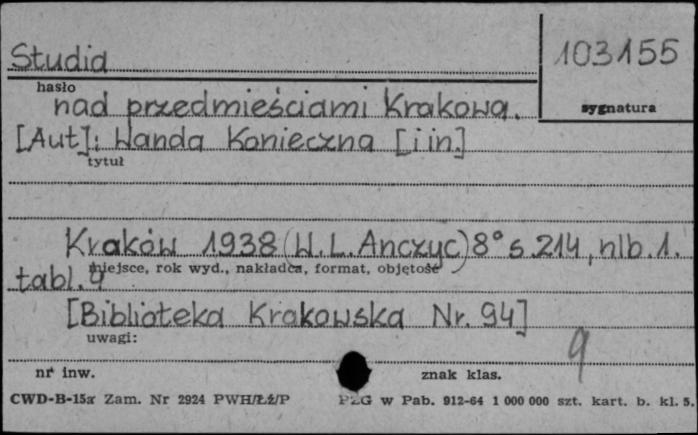 Studia
103155
hasło
nad przedmieściami Krakowa.
sygnatura
[Aut]: Wanda Konieczna [i in.]
tytuł
Kraków 1938 (W.L. Anczyc) 8° s. 214, nlb. 1.
miejsce, rok wyd., nakładca, format, objętość
tabl. 4
[Biblioteka Krakowska Nr. 94]
uwagi:
9
nr inw.
znak klas.
CWD-B-15a Zam. Nr 2924 PWH/Łź/P
PZG w Pab. 912-64 1 000 000 szt. kart. b. kl. 5.